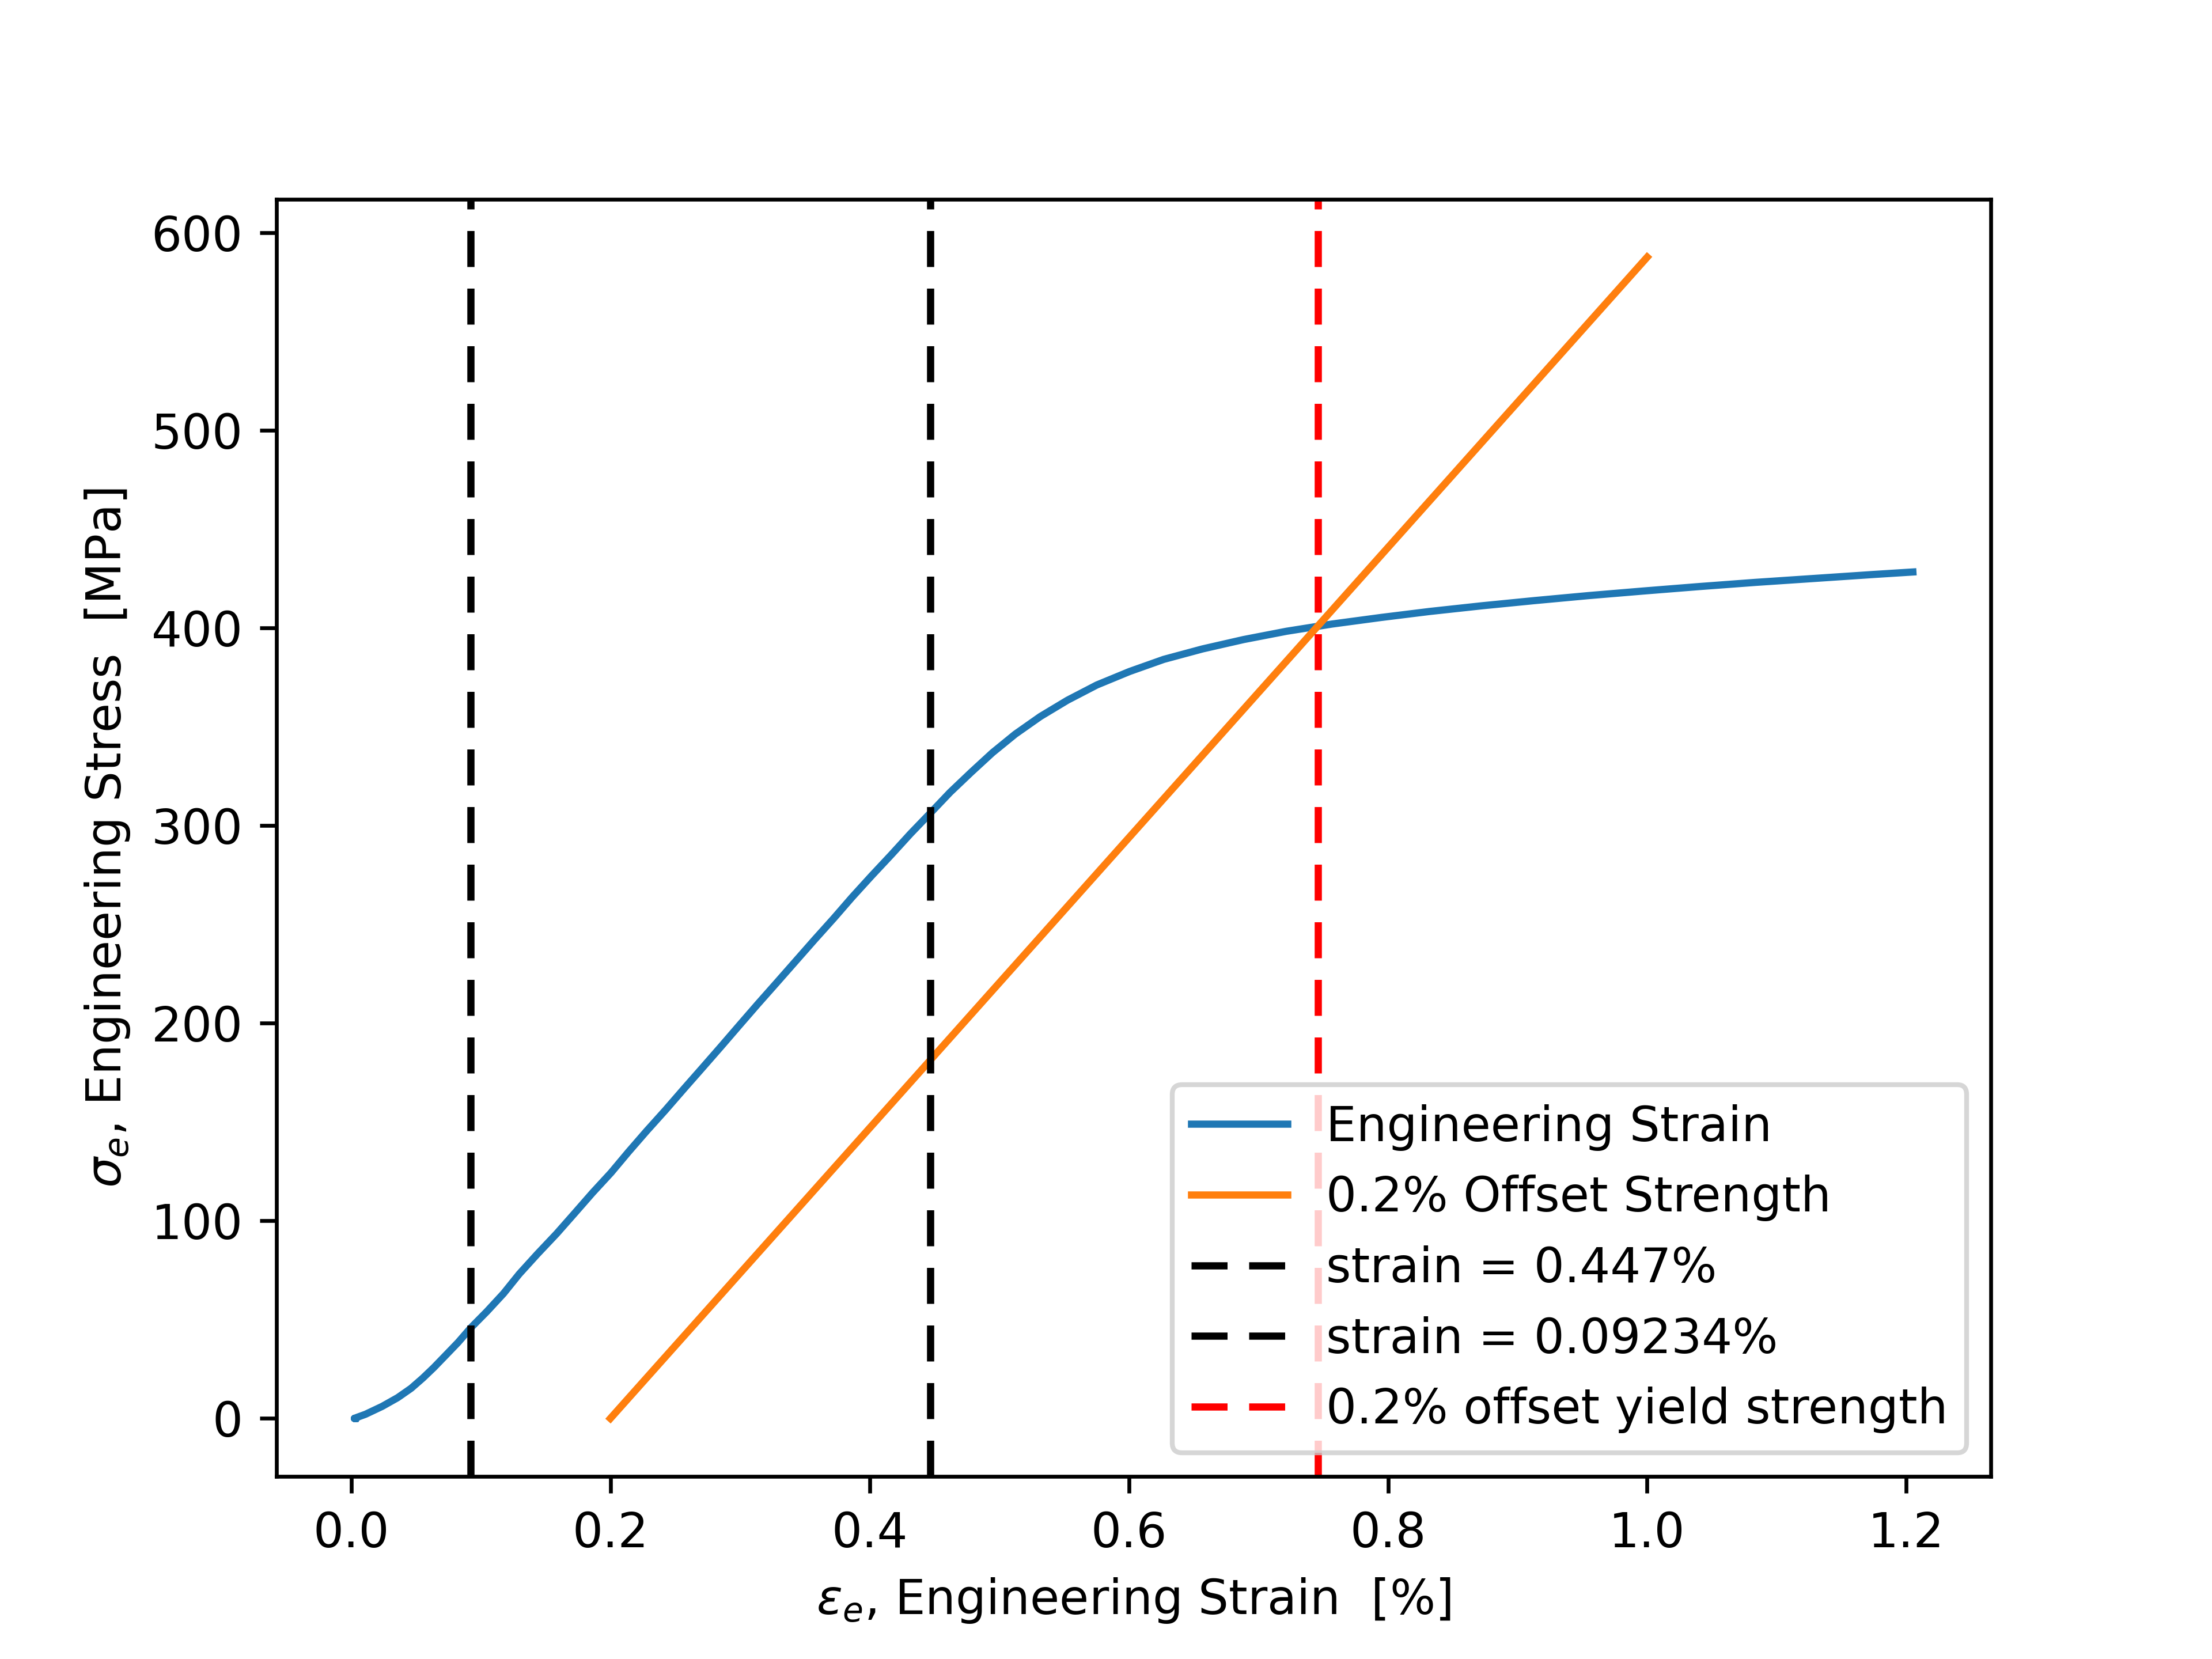 600
500
400
300
200
100
0
σe, Engineering Stress [MPa]
Engineering Strain
0.2% Offset Strength
strain = 0.447%
strain = 0.09234%
0.2% offset yield strength
0.0 0.2 0.4 0.6 0.8 1.0 1.2
εe, Engineering Strain [%]